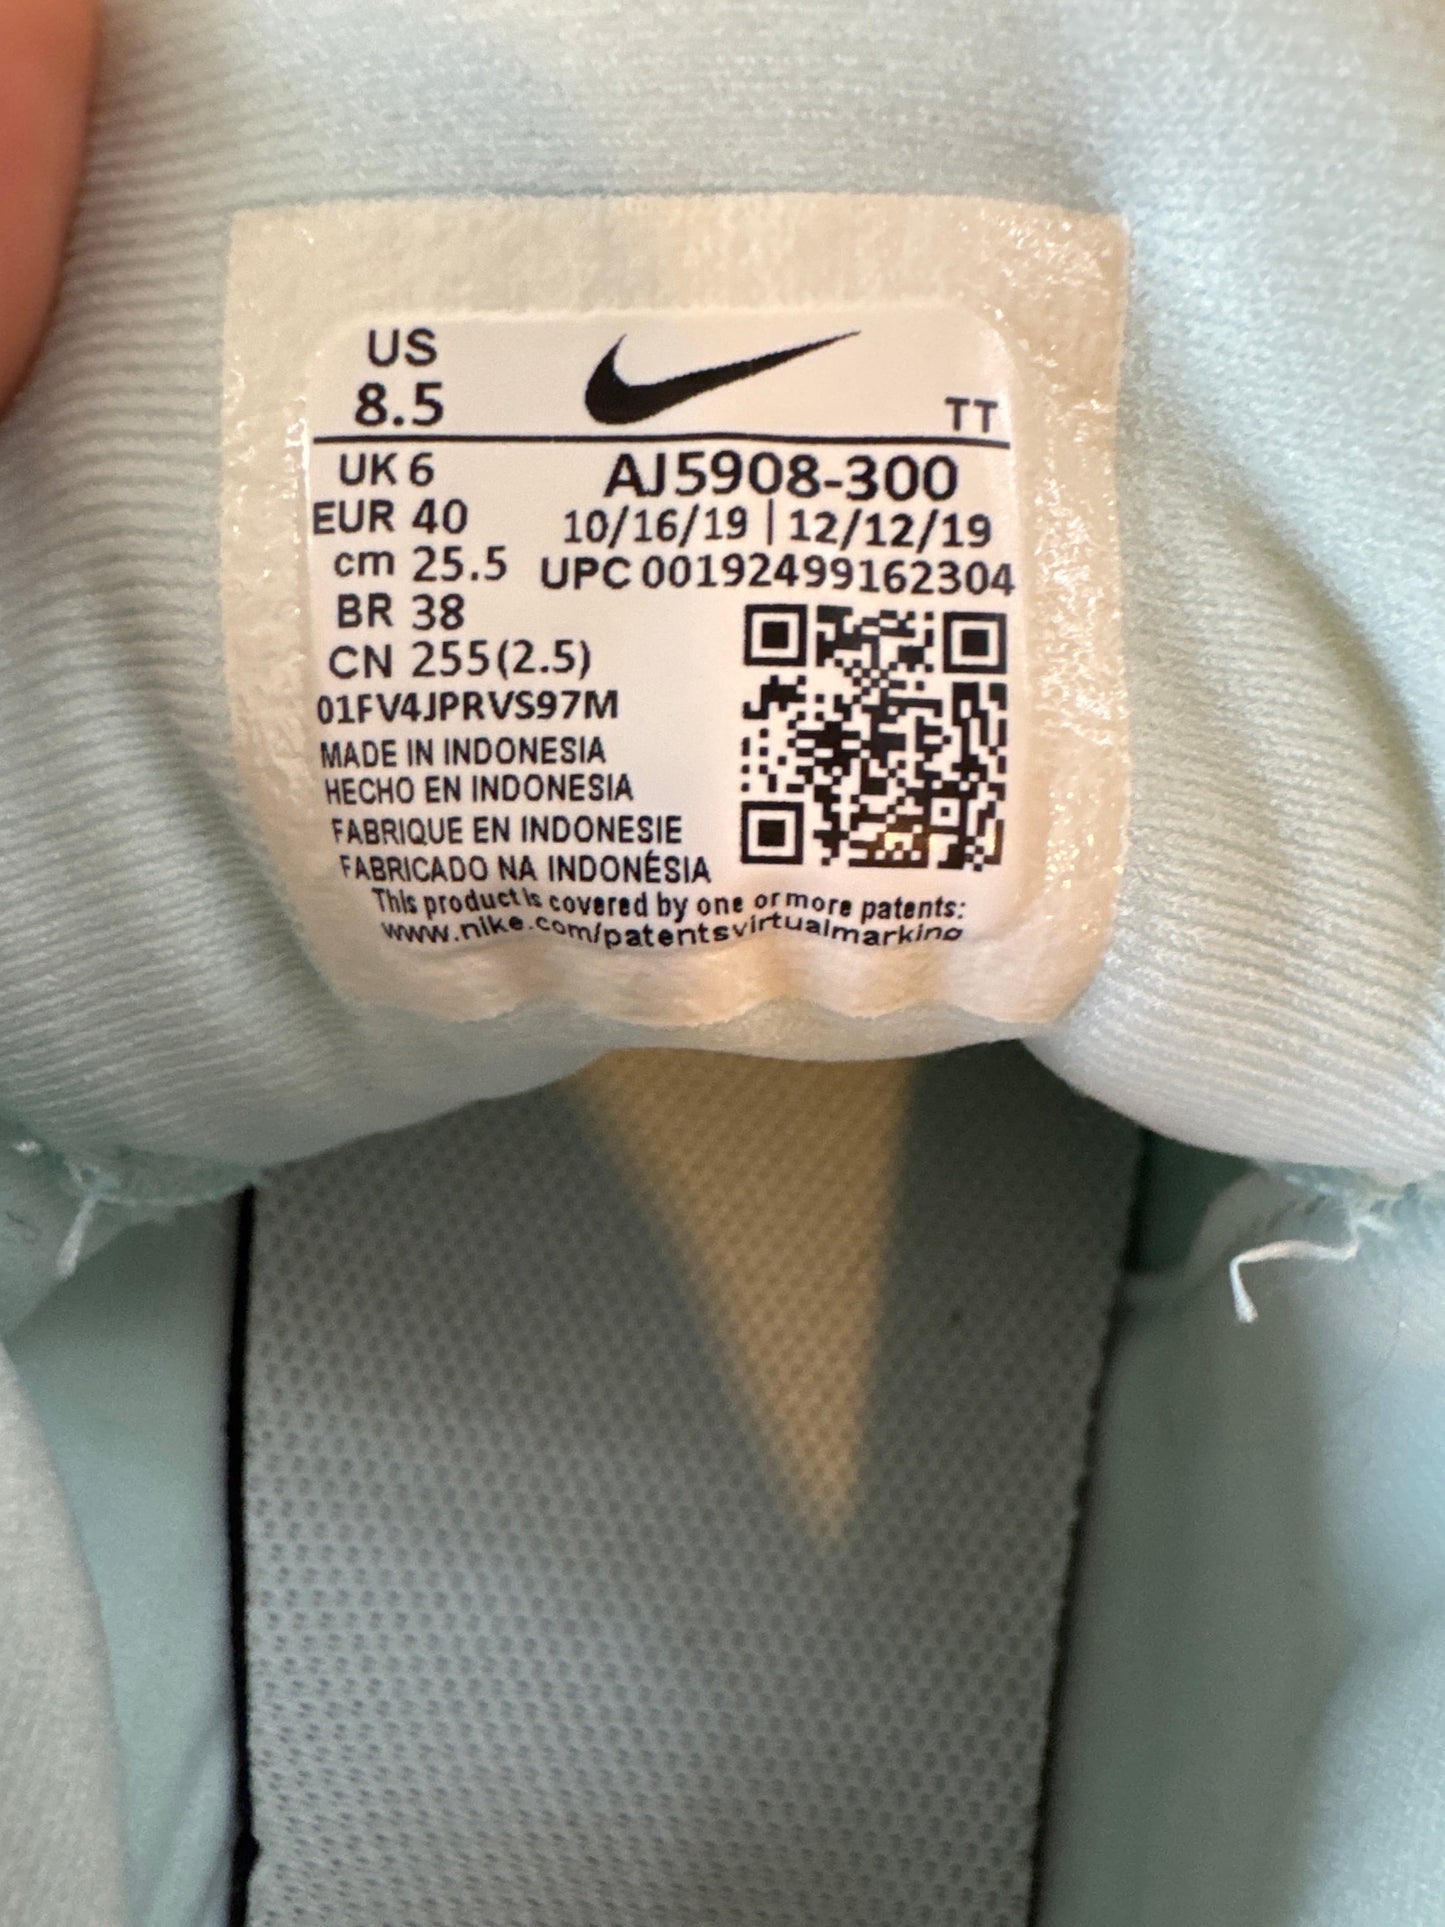 US
8.5
TT
UK 6
AJ5908-300
EUR 40
10/16/19 | 12/12/19
cm 25.5
UPC 00192499162304
BR 38
CN 255(2.5)
01FV4JPRVS97M
MADE IN INDONESIA
HECHO EN INDONESIA
FABRIQUE EN INDONESIE
FABRICADO NA INDONÉSIA
This product is covered by one or more patents:
www.nike.com/patentsvirtualmarking